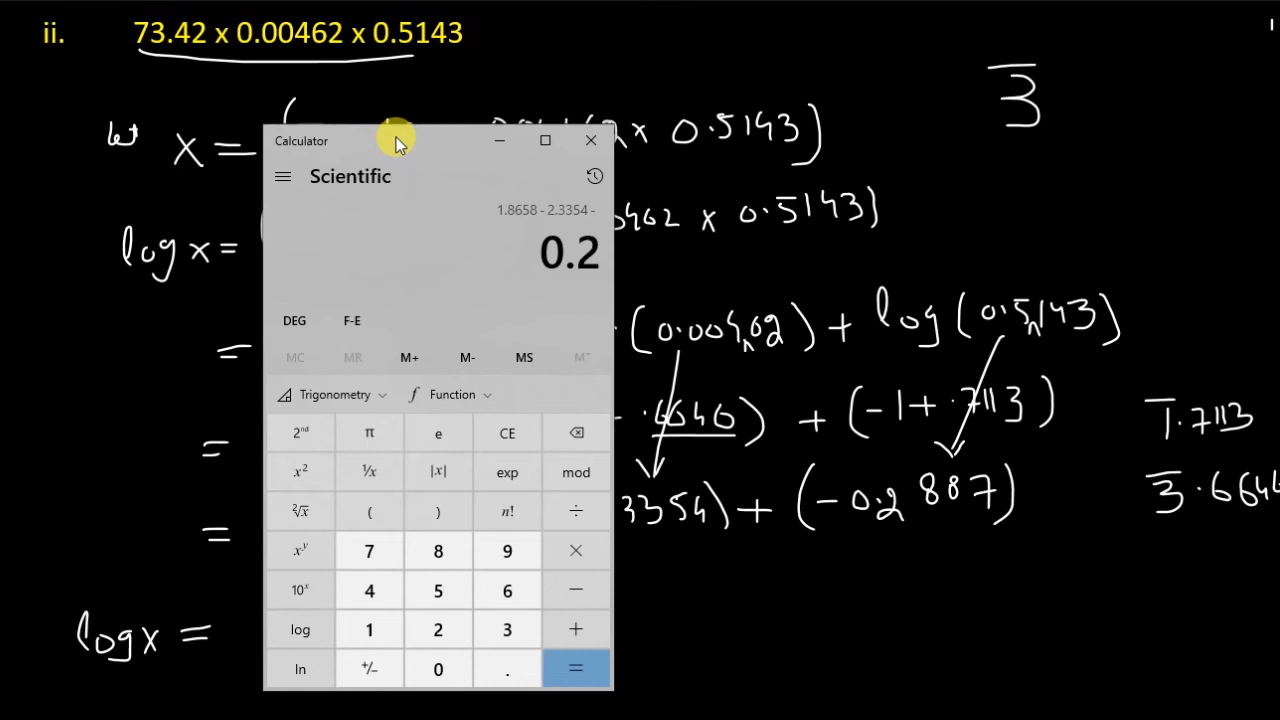 ii. 73.42 x 0.00462 x 0.5143
3
let x = x 0.5143)
Calculator
Scientific
1.8658 - 2.3354 -
0.2
log x = x 0.5143)
DEG F-E
= (0.00462) + log (0.5143)
MC MR M+ M- MS
Trigonometry Function
= ) + (-1+.7113) 1.7113
2nd π e CE
x² ¹/x |x| exp mod
= 3354) + (-0.2887) 3.6646
²√x ( ) n! ÷
xʸ 7 8 9 ×
10ˣ 4 5 6 −
log x =
log 1 2 3 +
ln +/− 0 . =